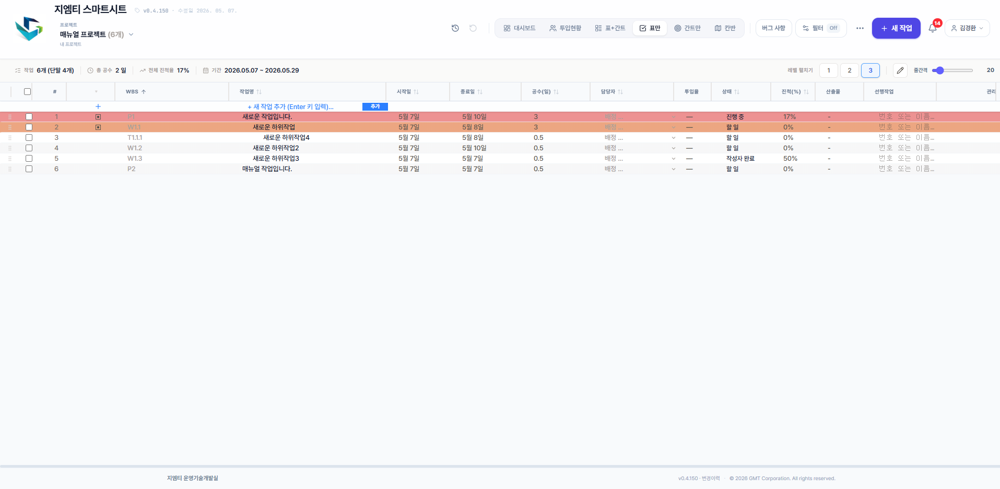 지엠티 스마트시트 v0.4.150 · 수정일 2026. 05. 07.
프로젝트
매뉴얼 프로젝트 (6개)
내 프로젝트
대시보드 투입현황 표+간트 표만 간트만 칸반 버그 사항 필터 Off ··· + 새 작업 14 김경환
작업 6개 (단말 4개) 총 공수 2 일 전체 진척율 17% 기간 2026.05.07 ~ 2026.05.29 레벨 펼치기 1 2 3 줄간격 20
# WBS 작업명 시작일 종료일 공수(일) 담당자 투입율 상태 진척(%) 산출물 선행작업 관리
+ + 새 작업 추가 (Enter 키 입력)... 추가
1 P1 새로운 작업입니다. 5월 7일 5월 10일 3 배정 ... — 진행 중 17% - 번호 또는 이름...
2 W1.1 새로운 하위작업 5월 7일 5월 8일 3 배정 ... — 할 일 0% - 번호 또는 이름...
3 T1.1.1 새로운 하위작업4 5월 7일 5월 8일 0.5 배정 ... — 할 일 0% - 번호 또는 이름...
4 W1.2 새로운 하위작업2 5월 7일 5월 10일 0.5 배정 ... — 할 일 0% - 번호 또는 이름...
5 W1.3 새로운 하위작업3 5월 7일 5월 7일 0.5 배정 ... — 작성자 완료 50% - 번호 또는 이름...
6 P2 매뉴얼 작업입니다. 5월 7일 5월 7일 0.5 배정 ... — 할 일 0% - 번호 또는 이름...
지엠티 운영기술개발실 v0.4.150 · 변경이력 · © 2026 GMT Corporation. All rights reserved.